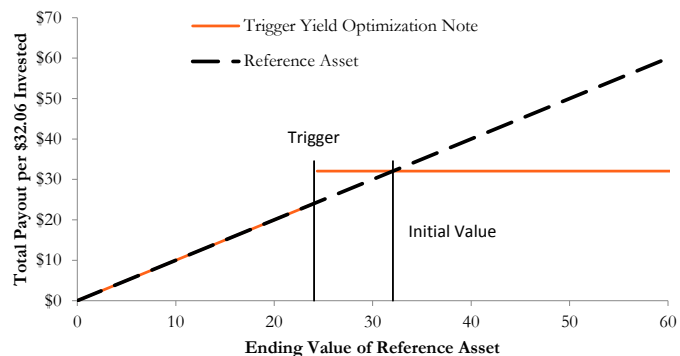 Trigger Yield Optimization Note
Reference Asset
Total Payout per $32.06 Invested
$70
$60
$50
$40
$30
$20
$10
$0
Trigger
Initial Value
0 10 20 30 40 50 60
Ending Value of Reference Asset